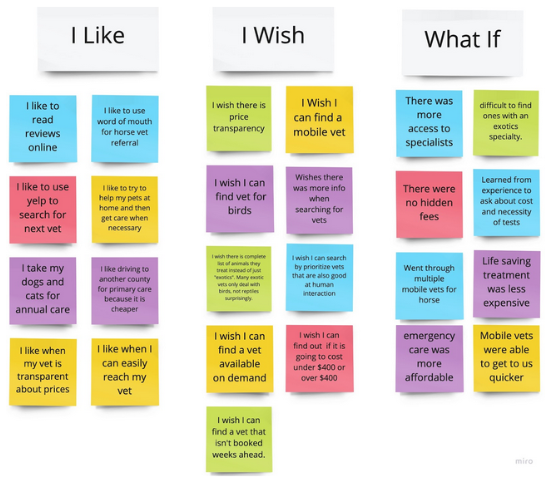 I Like
I like to
read
reviews
online
I like to use
word of mouth
for horse vet
referral
I like to use
yelp to
search for
next vet
I like to try to
help my pets at
home and then
get care when
necessary
I take my
dogs and
cats for
annual care
I like driving to
another county
for primary care
because it is
cheaper
I like when
my vet is
transparent
about prices
I like when I
can easily
reach my
vet
I Wish
I wish there is
price
transparency
I Wish I
can find a
mobile vet
I wish I can
find vet for
birds
Wishes there
was more info
when
searching for
vets
I wish there is complete
list of animals they
treat instead of just
"exotics". Many exotic
vets only deal with
birds, not reptiles
surprisingly.
I wish I can search
by prioritize vets
that are also good
at human
interaction
I wish I can
find a vet
available
on demand
I wish I can
find out if it is
going to cost
under $400 or
over $400
I wish I can
find a vet that
isn't booked
weeks ahead.
What If
There was
more
access to
specialists
difficult to find
ones with an
exotics
specialty.
There were
no hidden
fees
Learned from
experience to
ask about cost
and necessity
of tests
Went through
multiple
mobile vets for
horse
Life saving
treatment
was less
expensive
emergency
care was
more
affordable
Mobile vets
were able
to get to us
quicker
miro